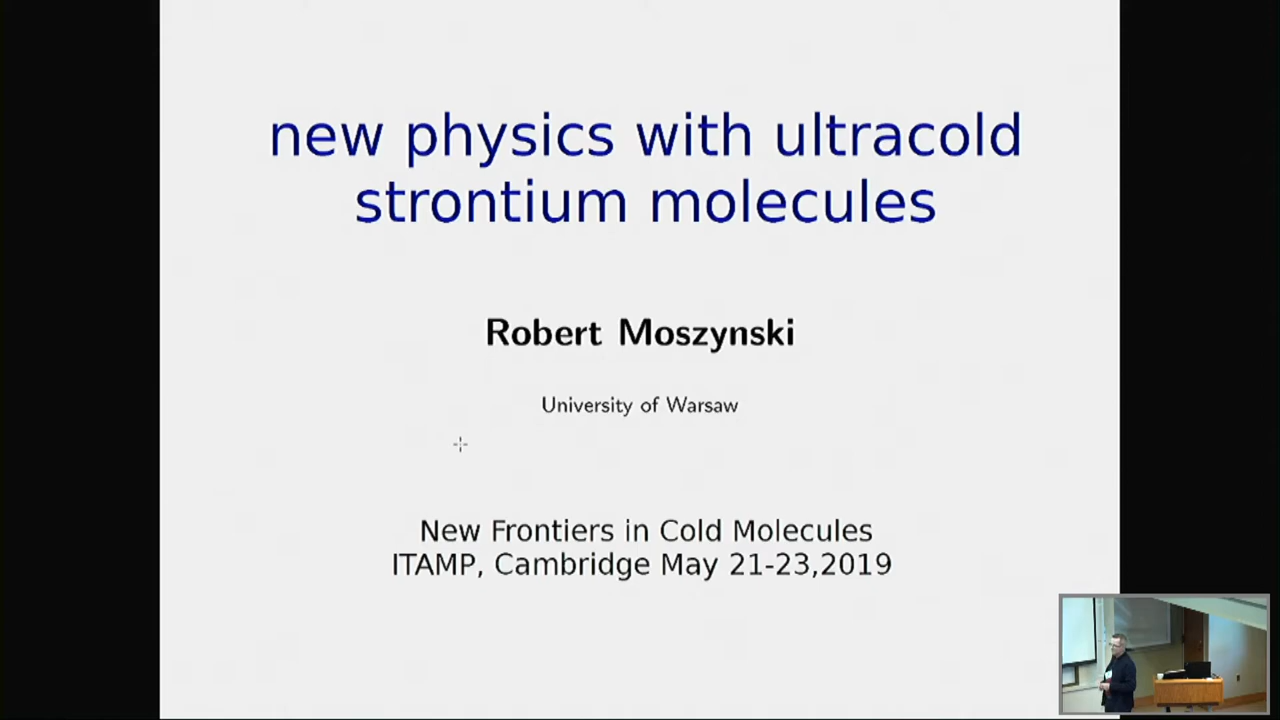 new physics with ultracold
strontium molecules
Robert Moszynski
University of Warsaw
New Frontiers in Cold Molecules
ITAMP, Cambridge May 21-23,2019